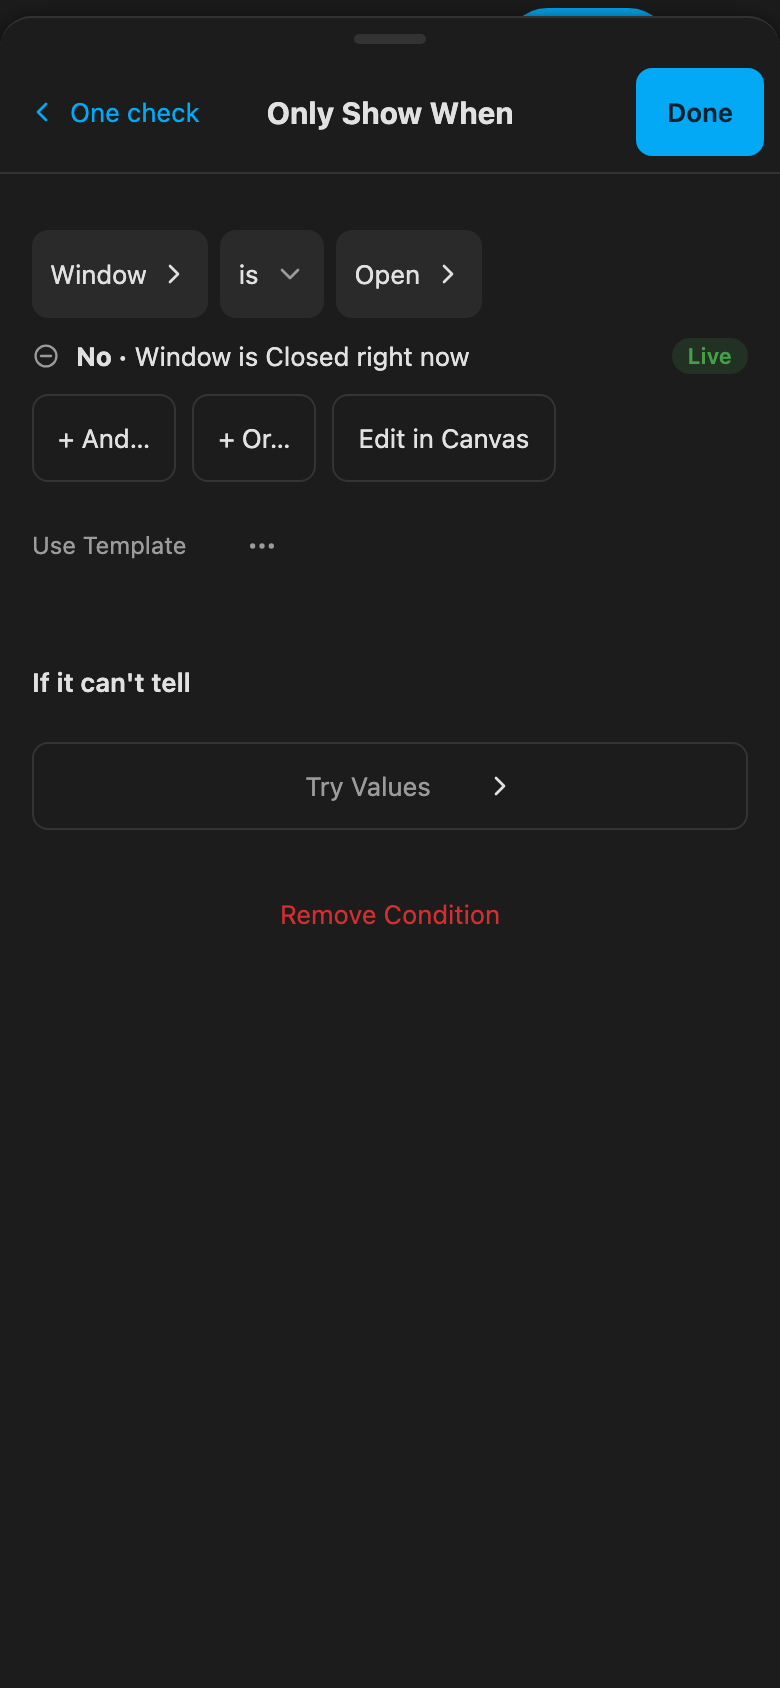 One check
Only Show When
Done
Window
is
Open
No · Window is Closed right now
Live
+ And...
+ Or...
Edit in Canvas
Use Template
If it can't tell
Try Values
Remove Condition